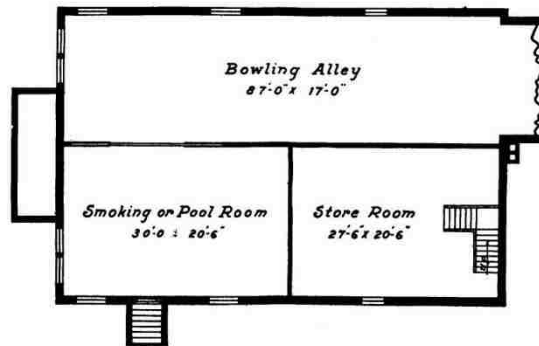 Bowling Alley
87'-0" X 17'-0"
Smoking or Pool Room
30'-0 : 20'-6"
Store Room
27'-6" X 20'-6"